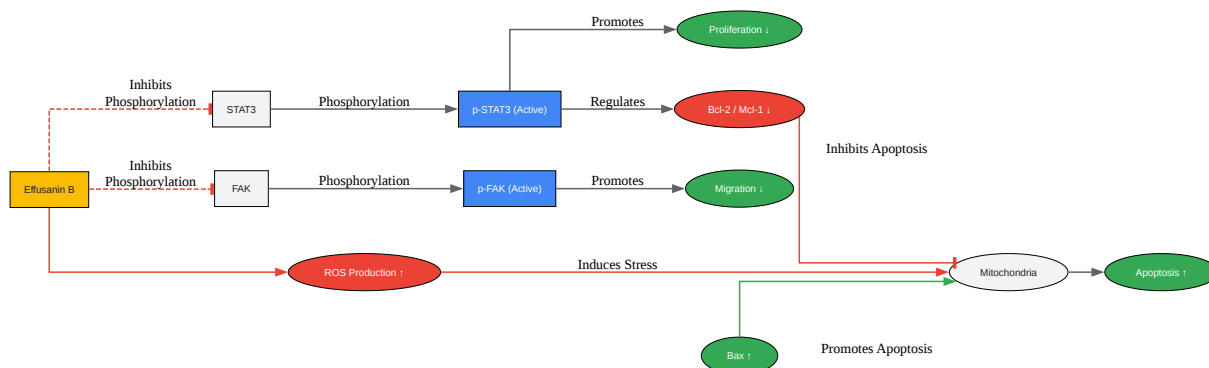 Promotes
Proliferation ↓
Inhibits
Phosphorylation
STAT3
Phosphorylation
p-STAT3 (Active)
Regulates
Bcl-2 / Mcl-1 ↓
Inhibits Apoptosis
Effusanin B
Inhibits
Phosphorylation
FAK
Phosphorylation
p-FAK (Active)
Promotes
Migration ↓
ROS Production ↑
Induces Stress
Mitochondria
Apoptosis ↑
Bax ↑
Promotes Apoptosis